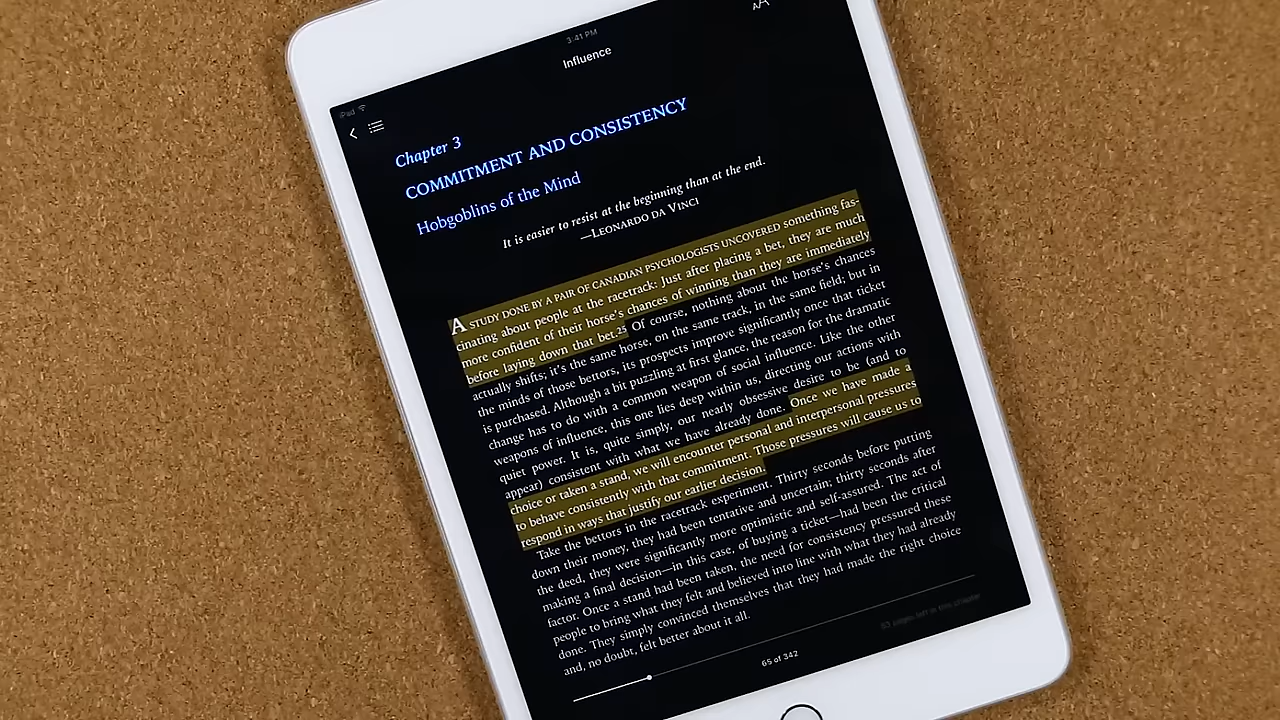 3:41 PM
AA
iPad
Influence
Chapter 3
COMMITMENT AND CONSISTENCY
Hobgoblins of the Mind
It is easier to resist at the beginning than at the end.
—LEONARDO DA VINCI
A STUDY DONE BY A PAIR OF CANADIAN PSYCHOLOGISTS UNCOVERED something fas-
cinating about people at the racetrack: Just after placing a bet, they are much
more confident of their horse's chances of winning than they are immediately
before laying down that bet.25 Of course, nothing about the horse's chances
actually shifts; it's the same horse, on the same track, in the same field; but in
the minds of those bettors, its prospects improve significantly once that ticket
is purchased. Although a bit puzzling at first glance, the reason for the dramatic
change has to do with a common weapon of social influence. Like the other
weapons of influence, this one lies deep within us, directing our actions with
quiet power. It is, quite simply, our nearly obsessive desire to be (and to
appear) consistent with what we have already done. Once we have made a
choice or taken a stand, we will encounter personal and interpersonal pressures
to behave consistently with that commitment. Those pressures will cause us to
respond in ways that justify our earlier decision.
Take the bettors in the racetrack experiment. Thirty seconds before putting
down their money, they had been tentative and uncertain; thirty seconds after
the deed, they were significantly more optimistic and self-assured. The act of
making a final decision—in this case, of buying a ticket—had been the critical
factor. Once a stand had been taken, the need for consistency pressured these
people to bring what they felt and believed into line with what they had already
done. They simply convinced themselves that they had made the right choice
and, no doubt, felt better about it all.
65 of 342
pages left in this chapter